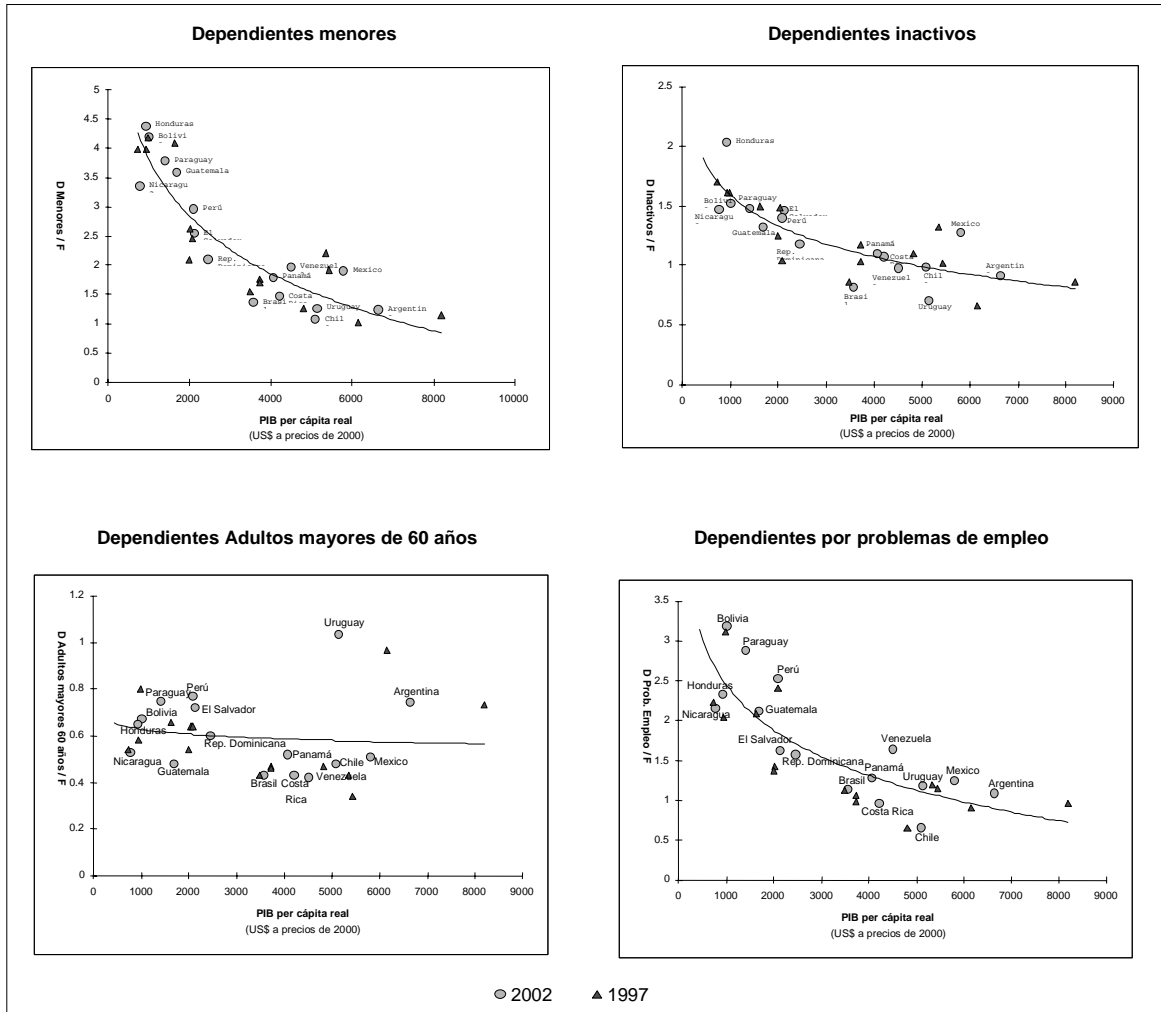 Dependientes menores
5
4.5
4
3.5
3
2.5
2
1.5
1
0.5
0
D Menores / F
Honduras
Bolivi
Paraguay
Guatemala
Nicaragu
Perú
El
Rep.
Venezuel
Mexico
Panamá
Costa
Brasi
Uruguay
Argentin
Chil
0 2000 4000 6000 8000 10000
PIB per cápita real
(US$ a precios de 2000)
Dependientes inactivos
2.5
2
1.5
1
0.5
0
D Inactivos / F
Honduras
Bolivi
Paraguay
El
Nicaragu
Perú
Guatemala
Mexico
Rep.
Panamá
Costa
Venezuel
Chil
Argentin
Brasi
Uruguay
0 1000 2000 3000 4000 5000 6000 7000 8000 9000
PIB per cápita real
(US$ a precios de 2000)
Dependientes Adultos mayores de 60 años
1.2
1
0.8
0.6
0.4
0.2
0
D Adultos mayores 60 años / F
Uruguay
Argentina
Paraguay
Perú
Bolivia
El Salvador
Honduras
Rep. Dominicana
Nicaragua
Guatemala
Panamá
Chile
Mexico
Brasil
Costa
Rica
Venezuela
0 1000 2000 3000 4000 5000 6000 7000 8000 9000
PIB per cápita real
(US$ a precios de 2000)
Dependientes por problemas de empleo
3.5
3
2.5
2
1.5
1
0.5
0
D Prob. Empleo / F
Bolivia
Paraguay
Perú
Honduras
Nicaragua
Guatemala
El Salvador
Rep. Dominicana
Venezuela
Panamá
Brasil
Uruguay
Mexico
Argentina
Costa Rica
Chile
0 1000 2000 3000 4000 5000 6000 7000 8000 9000
PIB per cápita real
(US$ a precios de 2000)
2002
1997